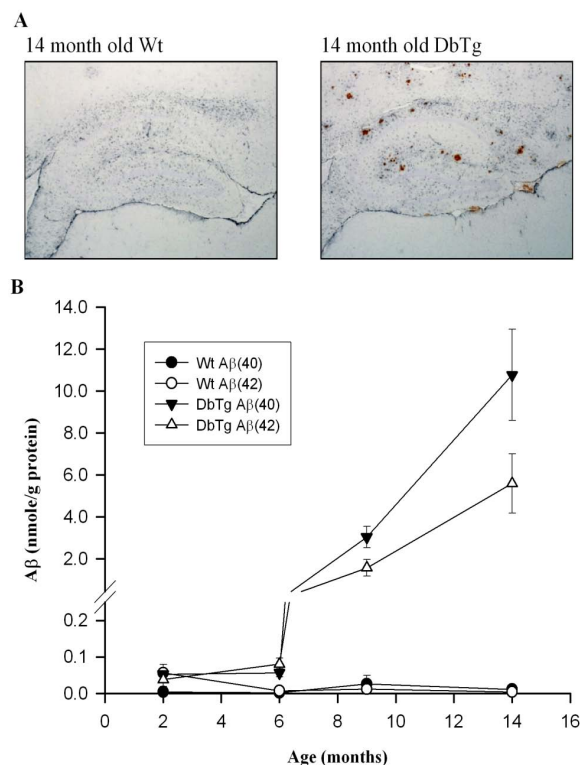 A
14 month old Wt
14 month old DbTg
B
14.0
12.0
10.0
8.0
6.0
4.0
2.0
0.2
0.1
0.0
Aβ (nmole/g protein)
Wt Aβ(40)
Wt Aβ(42)
DbTg Aβ(40)
DbTg Aβ(42)
0 2 4 6 8 10 12 14 16
Age (months)